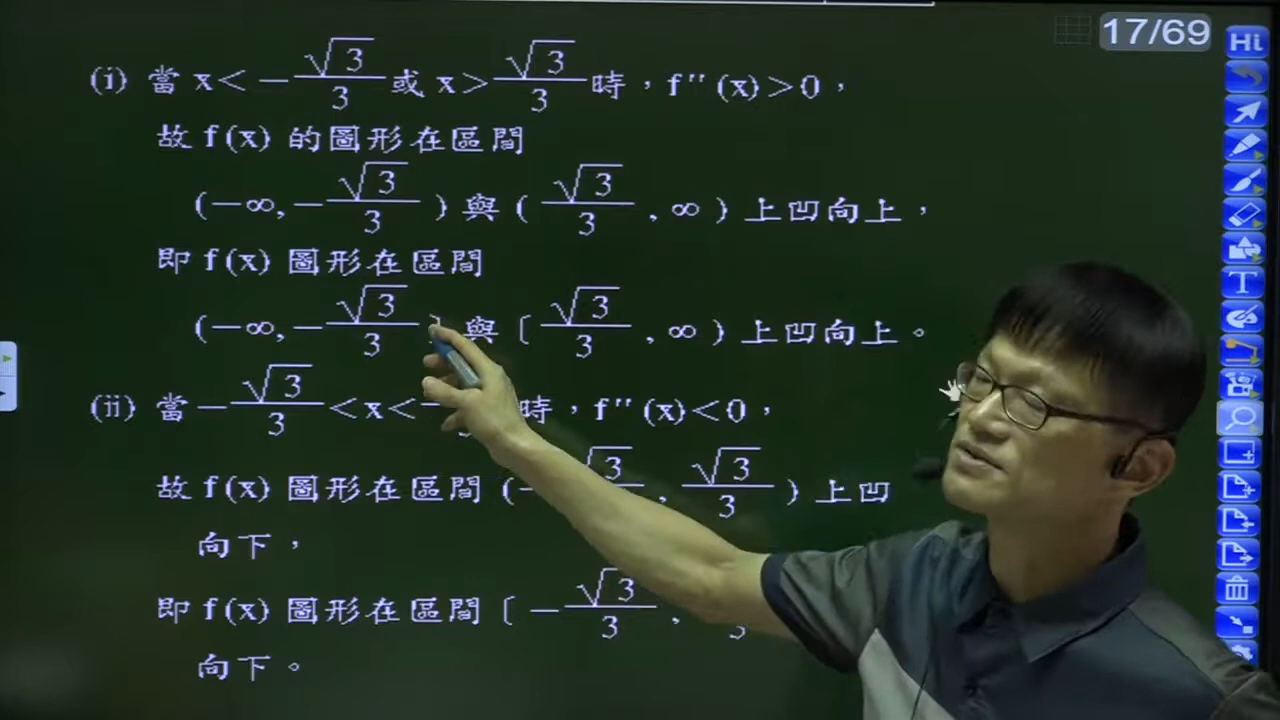 17/69
Hi
(i) 當 x < -√3/3 或 x > √3/3 時，f''(x) > 0，
故 f(x) 的圖形在區間
(-∞, -√3/3) 與 (√3/3, ∞) 上凹向上，
即 f(x) 圖形在區間
(-∞, -√3/3 與〔√3/3, ∞) 上凹向上。
(ii) 當 -√3/3 < x < 時，f''(x) < 0，
故 f(x) 圖形在區間 (- √3 , √3/3) 上凹
向下，
即 f(x) 圖形在區間〔-√3/3 , 3
向下。
T